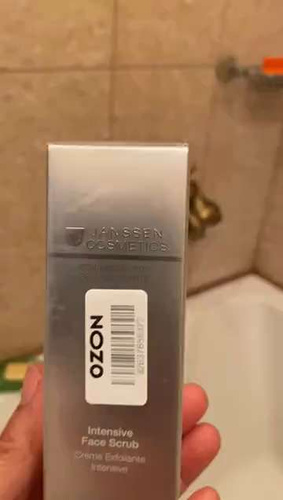 JANSSEN
COSMETICS
OZON
Intensive
Face Scrub
Crème Exfoliante
Intensive